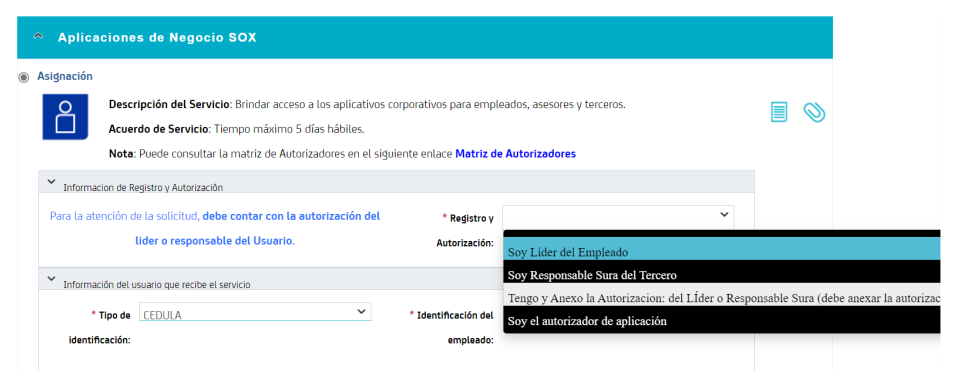 Aplicaciones de Negocio SOX
Asignación
Descripción del Servicio: Brindar acceso a los aplicativos corporativos para empleados, asesores y terceros.
Acuerdo de Servicio: Tiempo máximo 5 días hábiles.
Nota: Puede consultar la matriz de Autorizadores en el siguiente enlace Matriz de Autorizadores
Informacion de Registro y Autorización
Para la atención de la solicitud, debe contar con la autorización del
lider o responsable del Usuario.
* Registro y
Autorización:
Soy Líder del Empleado
Soy Responsable Sura del Tercero
Tengo y Anexo la Autorizacion: del LÍder o Responsable Sura (debe anexar la autorizac
Soy el autorizador de aplicación
Información del usuario que recibe el servicio
* Tipo de
identificación:
CEDULA
* Identificación del
empleado: